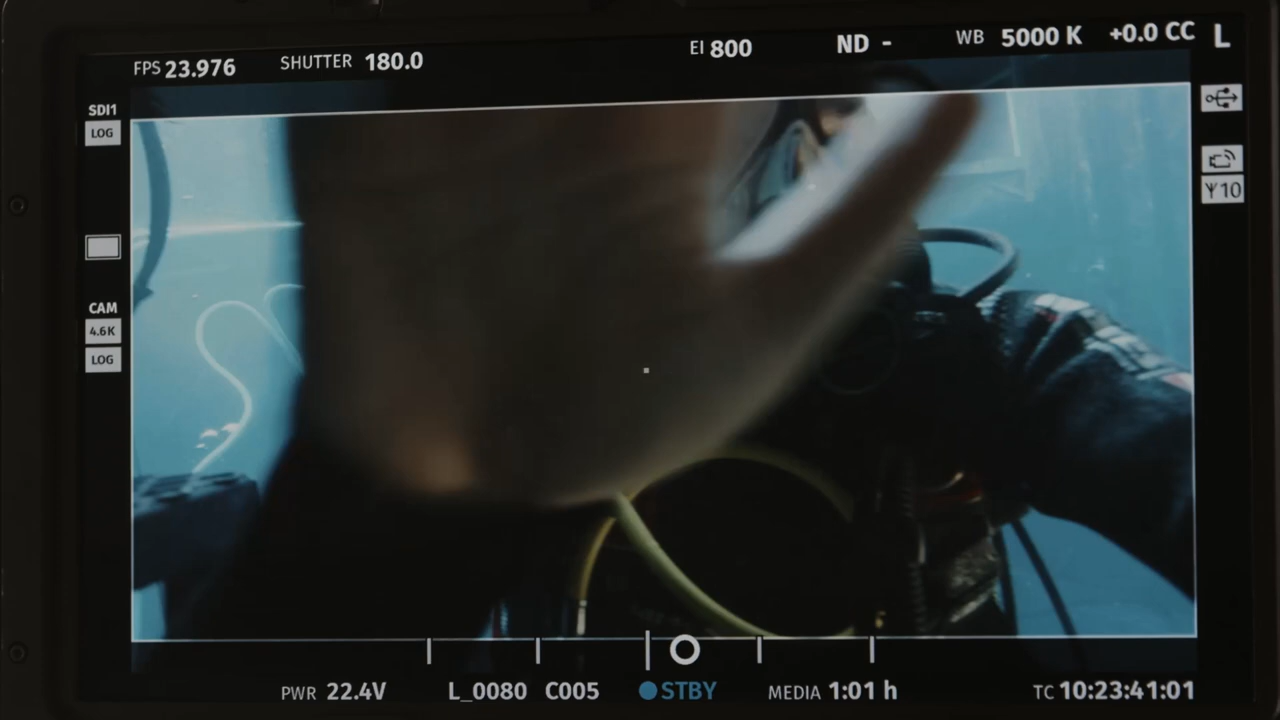 FPS 23.976 SHUTTER 180.0 EI 800 ND - WB 5000 K +0.0 CC L
SDI1
LOG
10
CAM
4.6K
LOG
PWR 22.4V L_0080 C005 STBY MEDIA 1:01 h TC 10:23:41:01